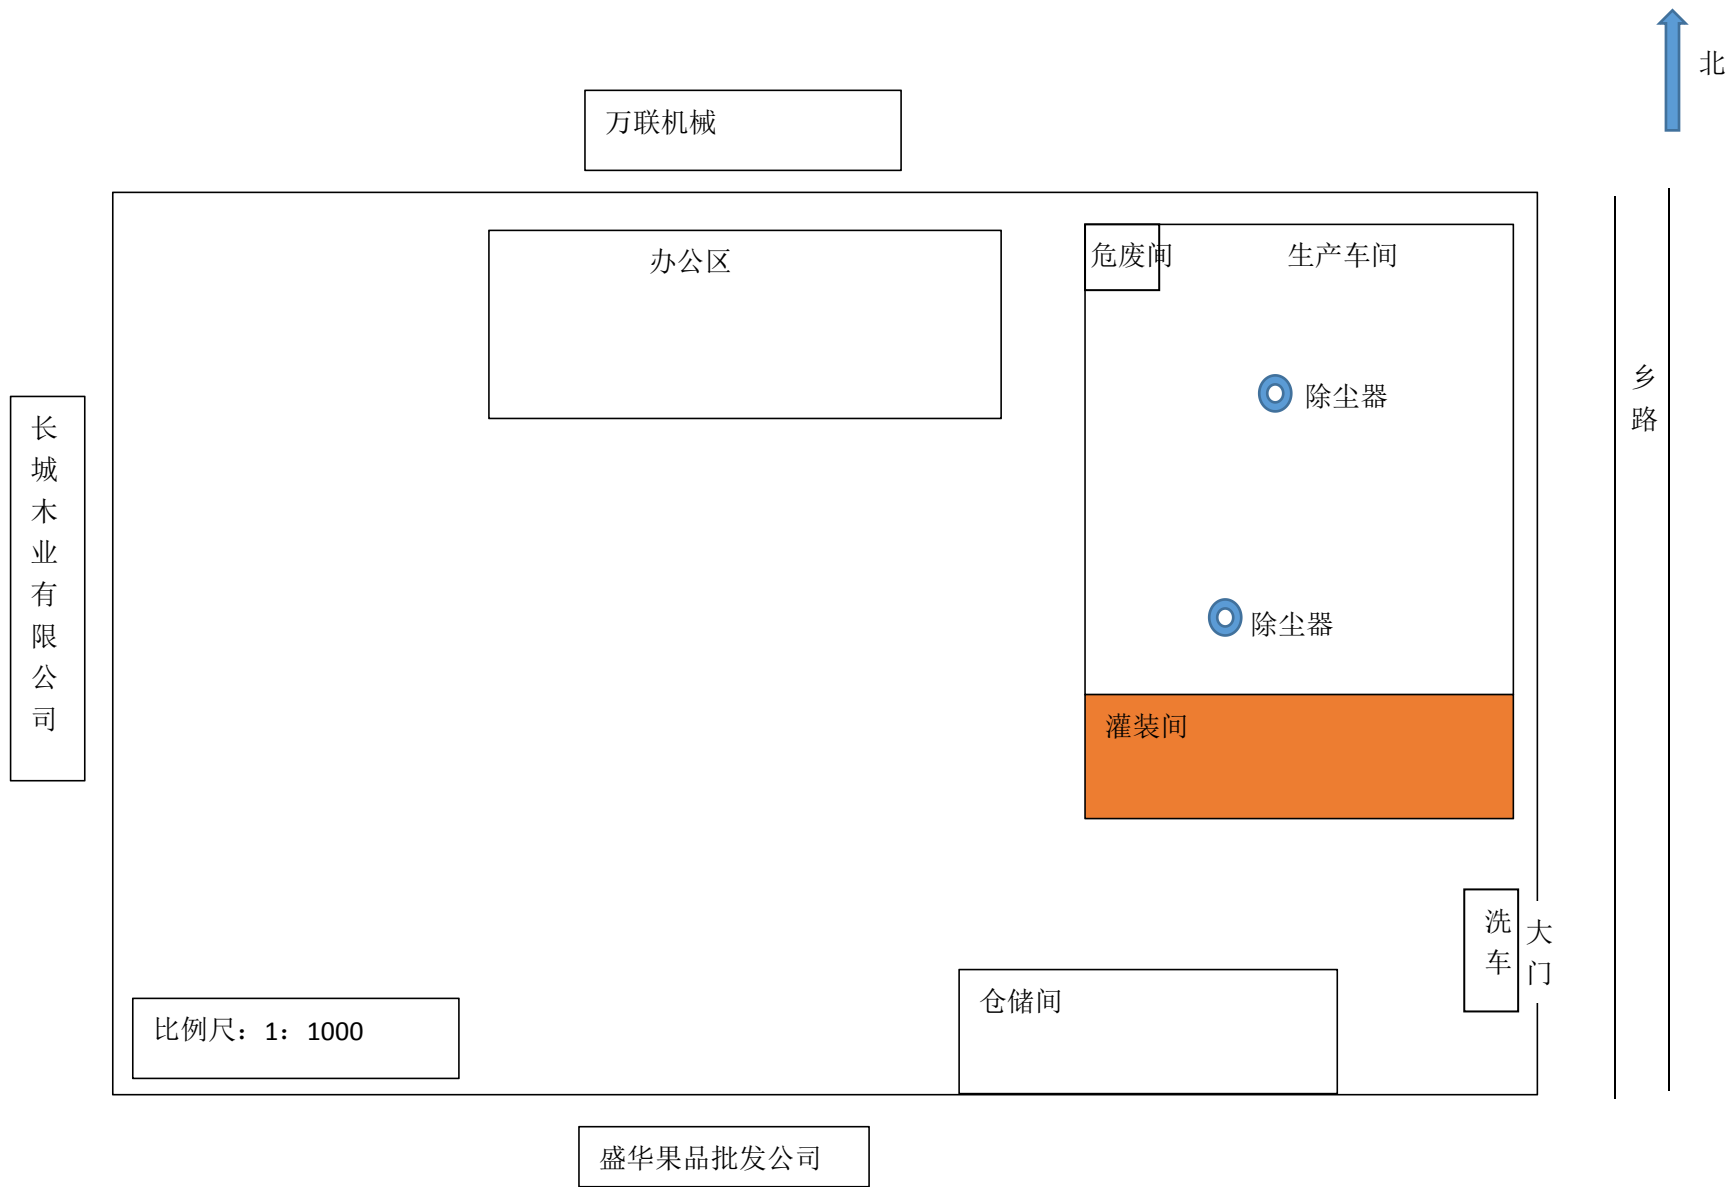 北
万联机械
办公区
危废间
生产车间
除尘器
乡路
长城木业有限公司
除尘器
灌装间
洗车
大门
仓储间
比例尺：1：1000
盛华果品批发公司